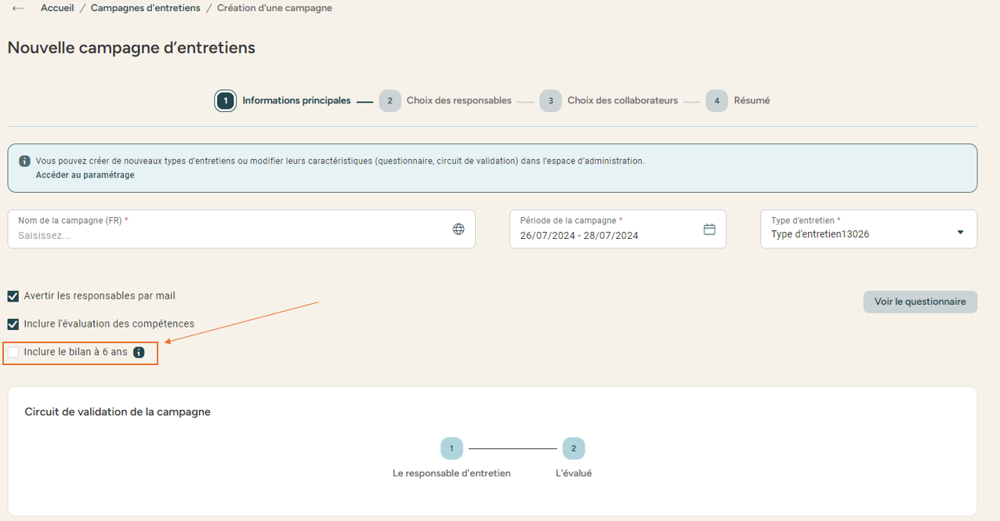 Accueil / Campagnes d'entretiens / Création d'une campagne
Nouvelle campagne d’entretiens
1 Informations principales 2 Choix des responsables 3 Choix des collaborateurs 4 Résumé
Vous pouvez créer de nouveaux types d'entretiens ou modifier leurs caractéristiques (questionnaire, circuit de validation) dans l'espace d’administration.
Accéder au paramétrage
Nom de la campagne (FR) *
Saisissez...
Période de la campagne *
26/07/2024 - 28/07/2024
Type d'entretien *
Type d'entretien13026
Avertir les responsables par mail
Voir le questionnaire
Inclure l'évaluation des compétences
Inclure le bilan à 6 ans
Circuit de validation de la campagne
1 2
Le responsable d'entretien L'évalué